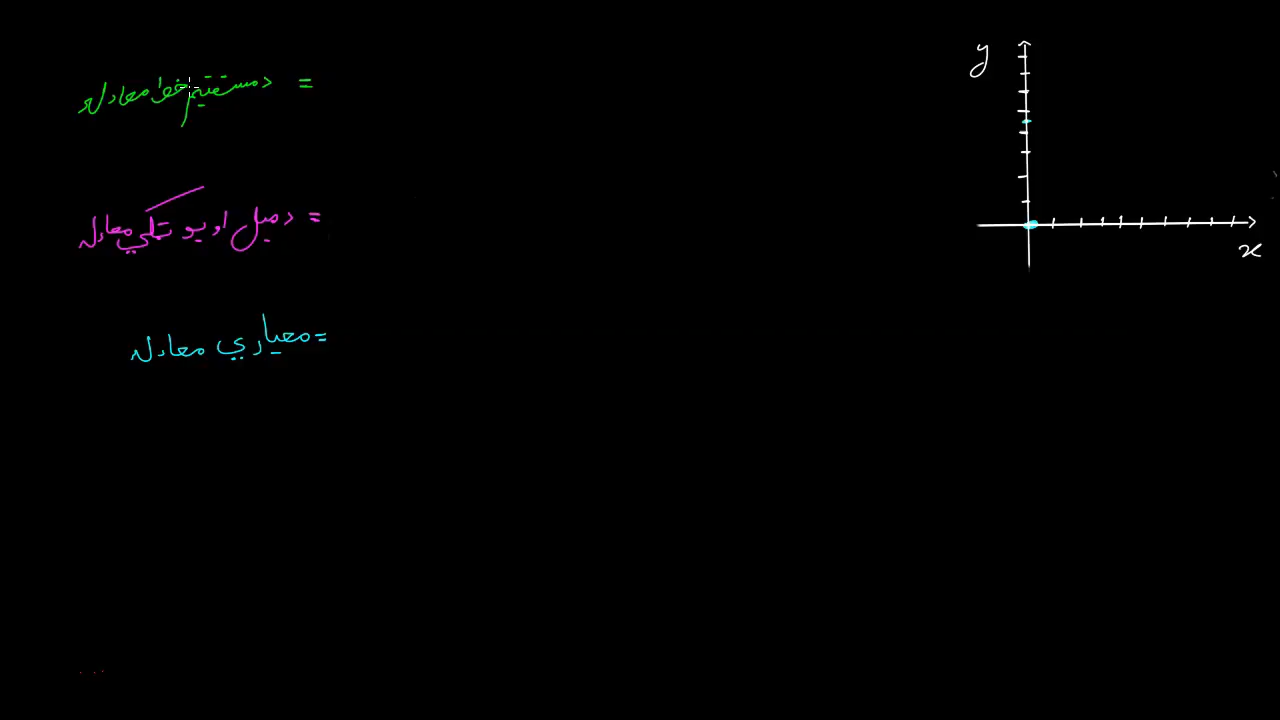 د مستقیم خط معادله =
د میل او یو ټکي معادله =
معیاري معادله =
y
x